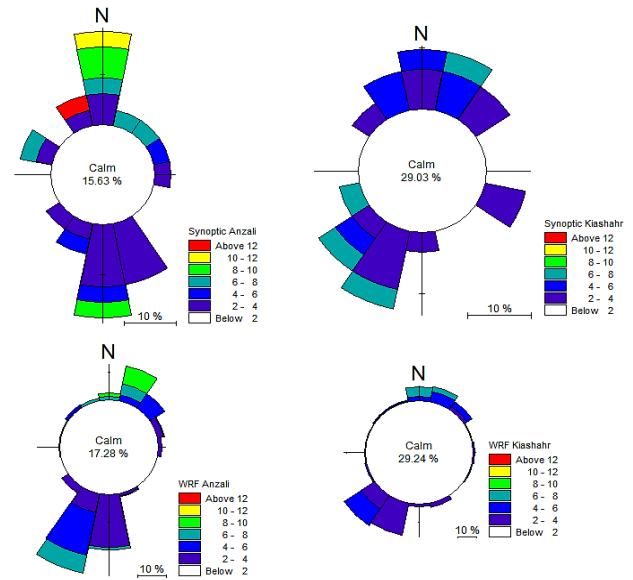 N
Calm
15.63 %
Synoptic Anzali
Above 12
10 - 12
8 - 10
6 - 8
4 - 6
2 - 4
Below 2
10 %
N
Calm
29.03 %
Synoptic Kiashahr
Above 12
10 - 12
8 - 10
6 - 8
4 - 6
2 - 4
Below 2
10 %
N
Calm
17.28 %
WRF Anzali
Above 12
10 - 12
8 - 10
6 - 8
4 - 6
2 - 4
Below 2
10 %
N
Calm
29.24 %
WRF Kiashahr
Above 12
10 - 12
8 - 10
6 - 8
4 - 6
2 - 4
Below 2
10 %